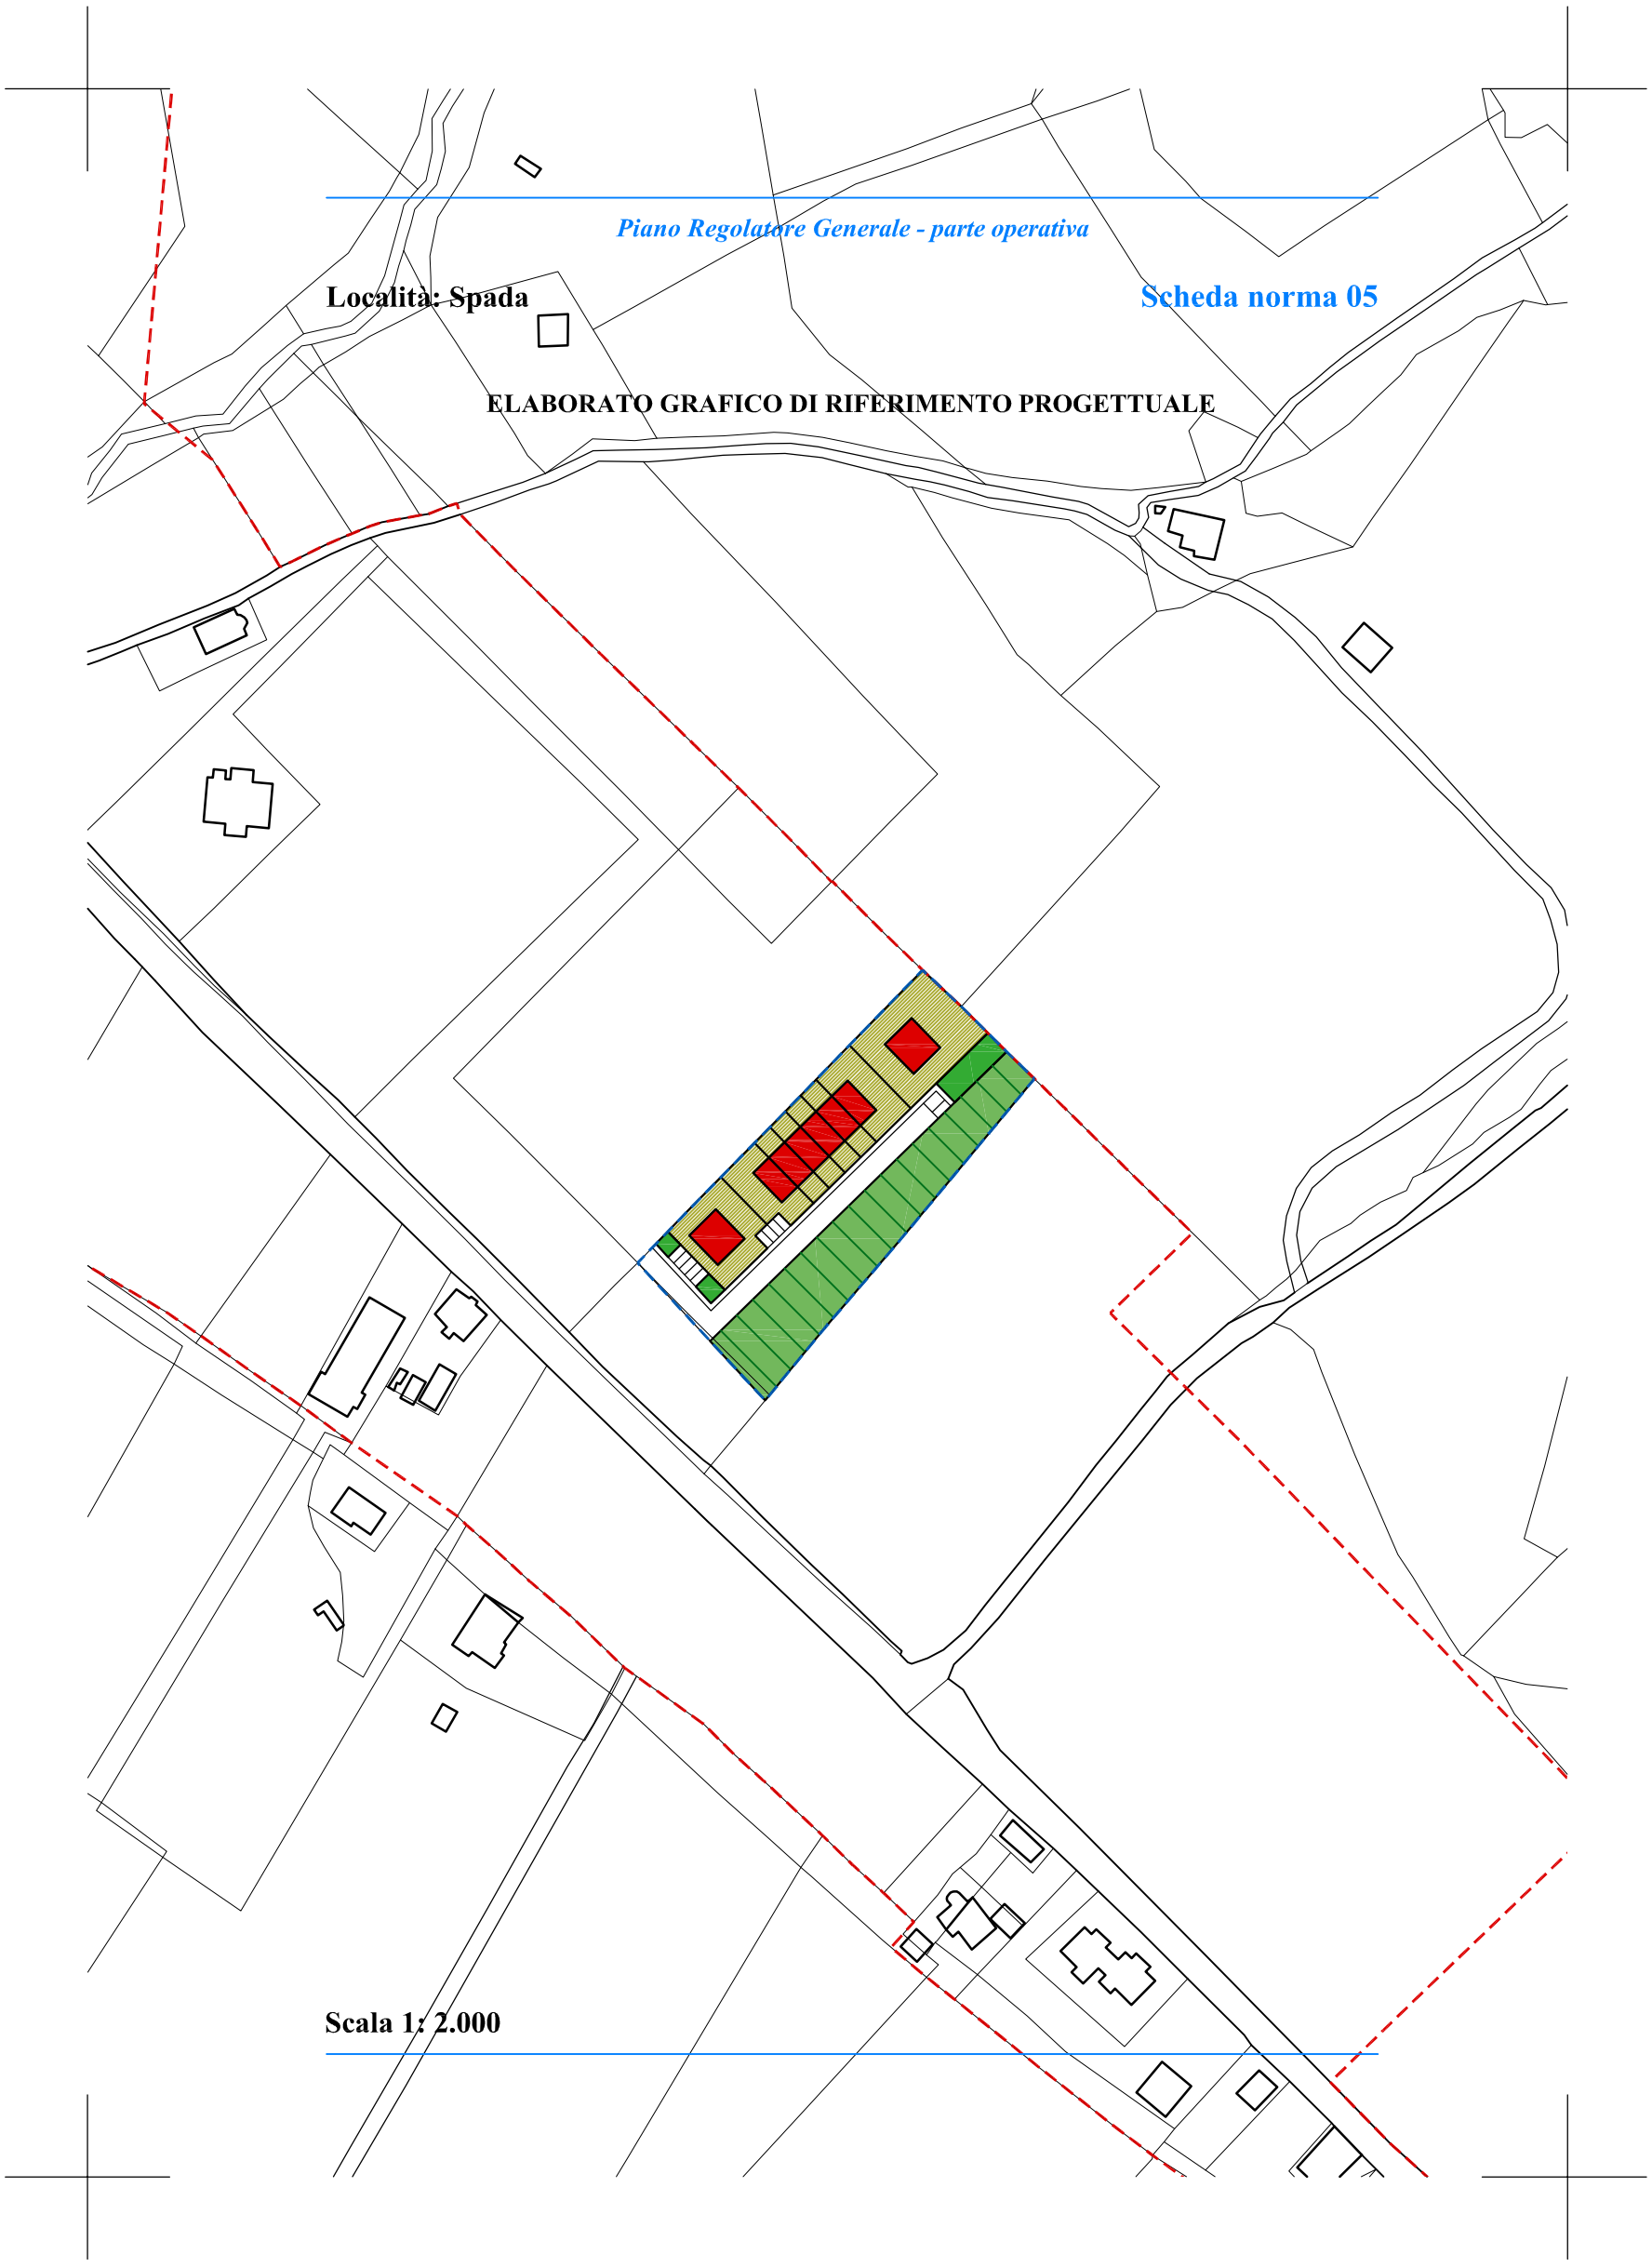 Piano Regolatore Generale - parte operativa
Località: Spada
Scheda norma 05
ELABORATO GRAFICO DI RIFERIMENTO PROGETTUALE
Scala 1: 2.000